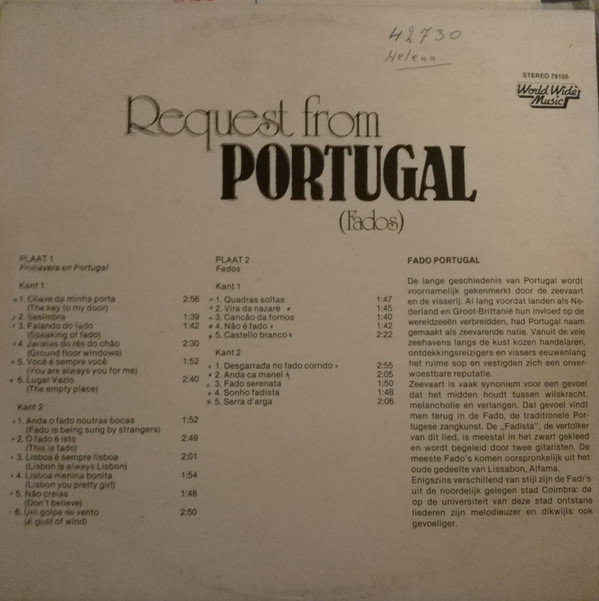 42730
Helena.
STEREO 79105
World Wide
Music
Request from
PORTUGAL
(Fados)
PLAAT 1
Primavera en Portugal
Kant 1
1. Chave da minha porta 2:56
(The key to my door)
2. Sesimbra 1:39
3. Falando do fado 1:42
(Speaking of fado)
4. Janelas do rés do chão 2:30
(Ground floor windows)
5. Você é sempre você 1:52
(You are always you for me)
6. Lugar Vazio 2:40
(The empty place)
Kant 2
1. Anda o fado noutras bocas 1:52
(Fado is being sung by strangers)
2. O fado é isto 2:49
(This is fado)
3. Lisboa é sempre lisboa 2:01
(Lisbon is always Lisbon)
4. Lisboa menina bonita 1:54
(Lisbon you pretty girl)
5. Não creias 1:48
(Don't believe)
6. Um golpe de vento 2:50
(A gust of wind)
PLAAT 2
Fados
Kant 1
1. Quadras soltas 1:47
2. Vira da nazaré 1:45
3. Cancão da fornos 1:40
4. Não é fado 1:42
5. Castello branco 2:22
Kant 2
1. Desgarrada no fado corrido 2:55
2. Anda ca manel 2:05
3. Fado serenata 1:50
4. Sonho fadista 1:48
5. Serra d'arga 2:06
FADO PORTUGAL
De lange geschiedenis van Portugal wordt
voornamelijk gekenmerkt door de zeevaart
en de visserij. Al lang voordat landen als Ne-
derland en Groot-Brittanië hun invloed op de
wereldzeeën verbreidden, had Portugal naam
gemaakt als zeevarende natie. Vanuit de vele
zeehavens langs de kust kozen handelaren,
ontdekkingsreizigers en vissers eeuwenlang
het ruime sop en vestigden zich een onver-
woestbare reputatie.
Zeevaart is vaak synoniem voor een gevoel
dat het midden houdt tussen wilskracht,
melancholie en verlangen. Dat gevoel vindt
men terug in de Fado, de traditionele Por-
tugese zangkunst. De „Fadista", de vertolker
van dit lied, is meestal in het zwart gekleed
en wordt begeleid door twee gitaristen. De
meeste Fado's komen oorspronkelijk uit het
oude gedeelte van Lissabon, Alfama.
Enigszins verschillend van stijl zijn de Fadi's
uit de noordelijk gelegen stad Coimbra: de
op de universiteit van deze stad ontstane
liederen zijn melodieuzer en dikwijls ook
gevoeliger.